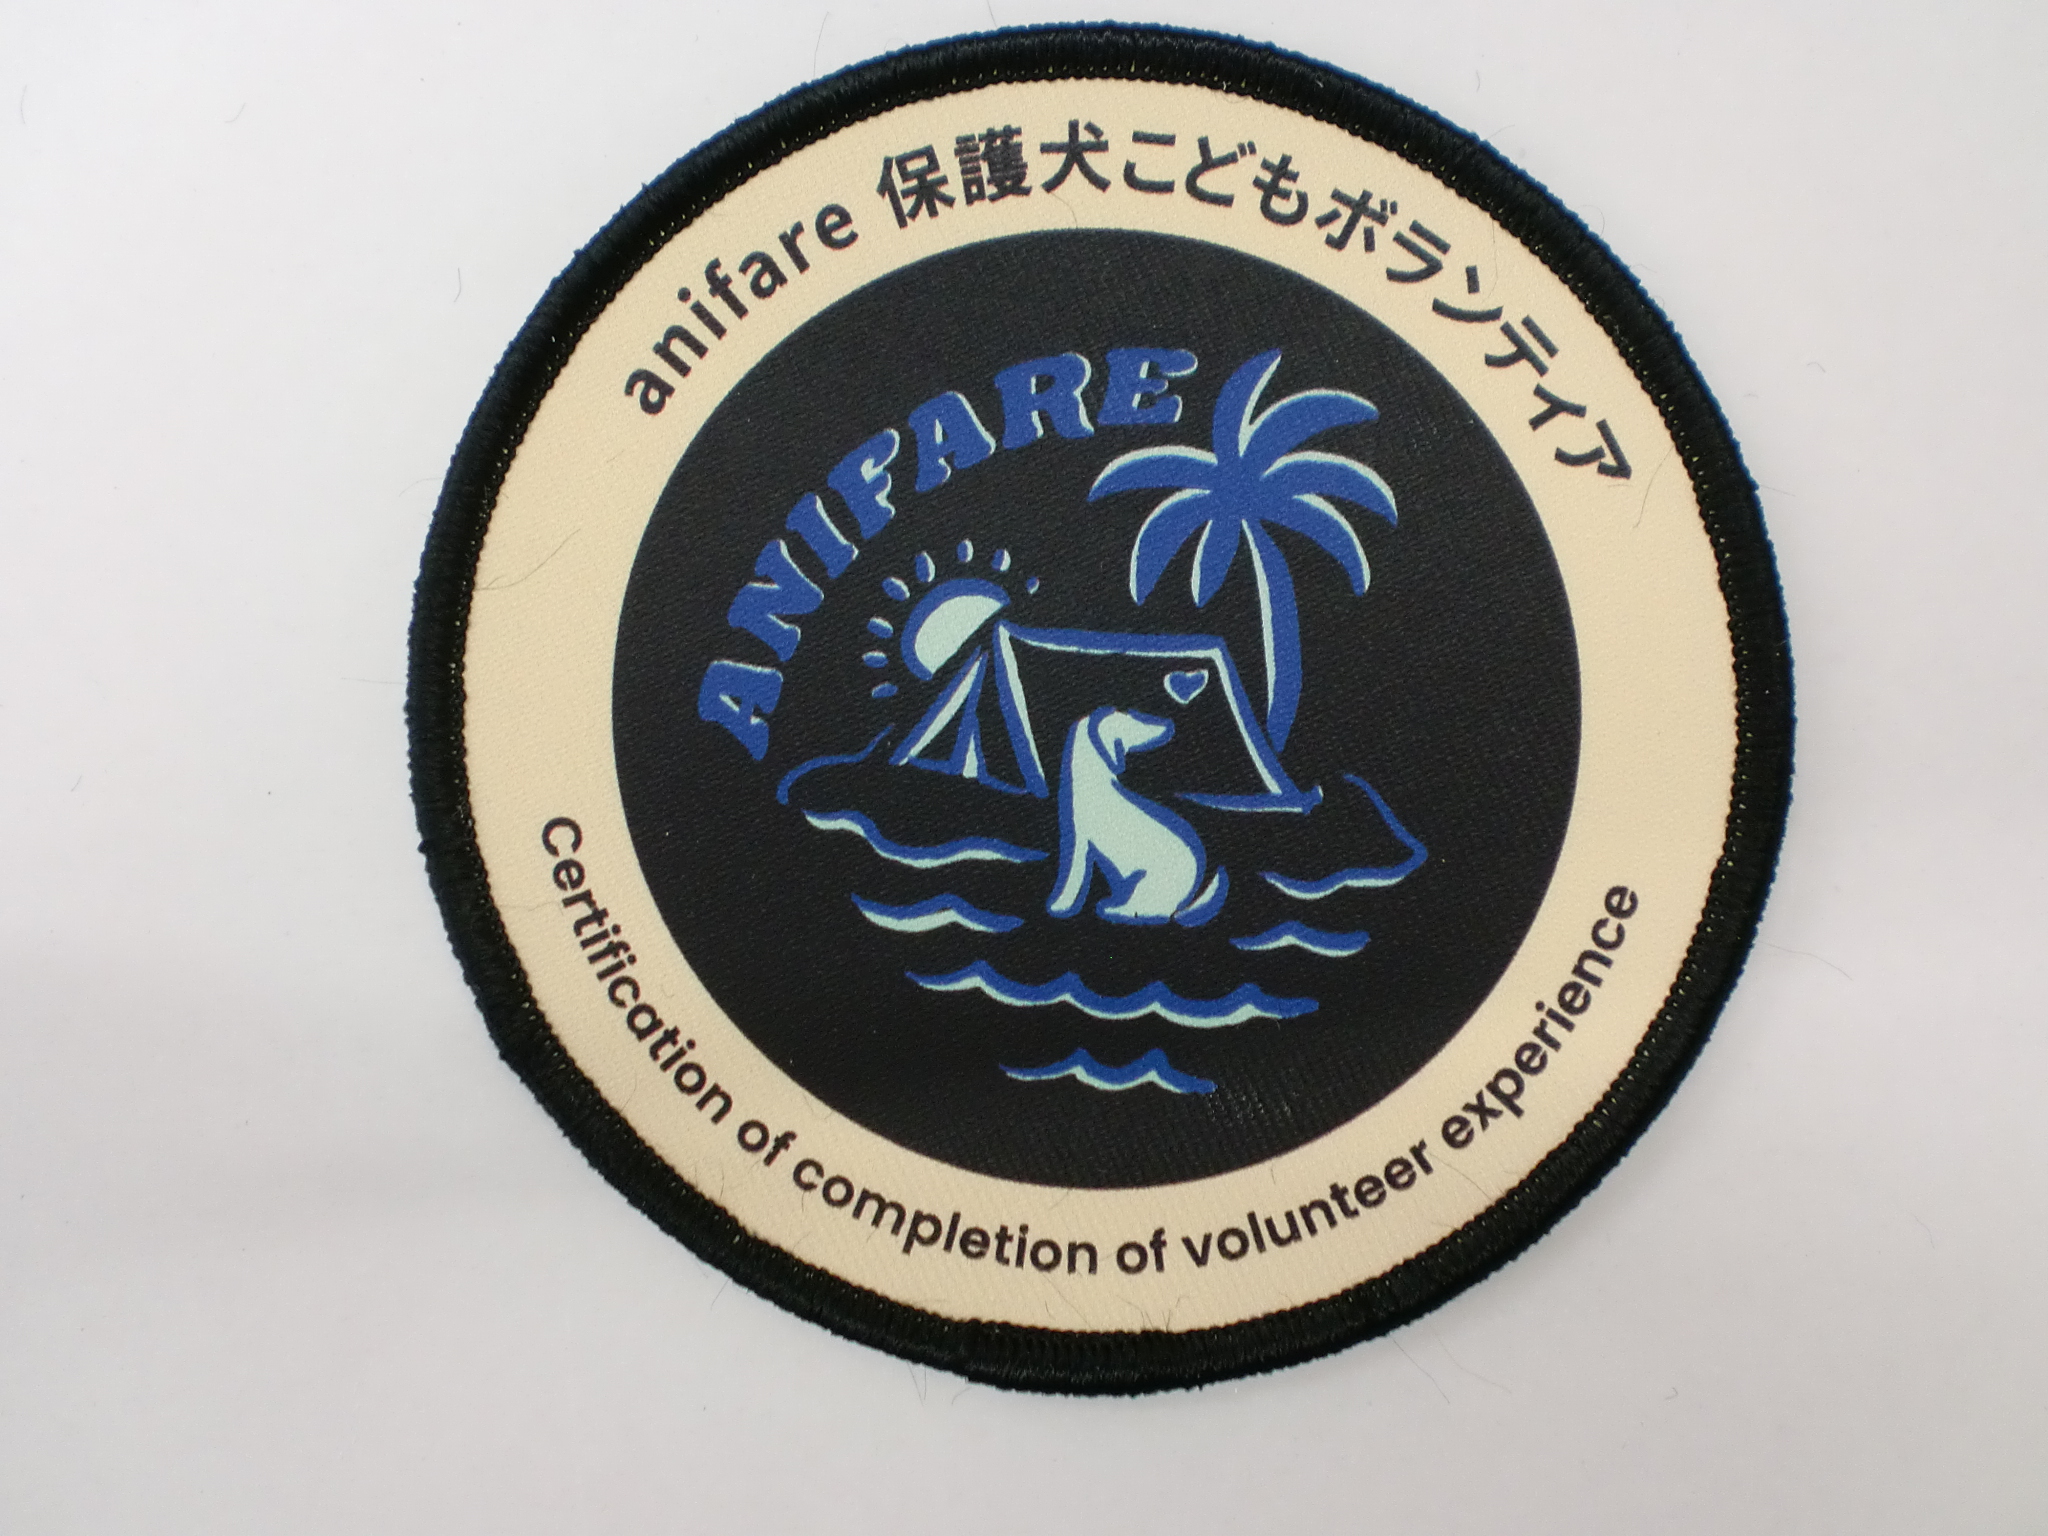 anifare 保護犬こどもボランティア
ANIFARE
Certification of completion of volunteer experience